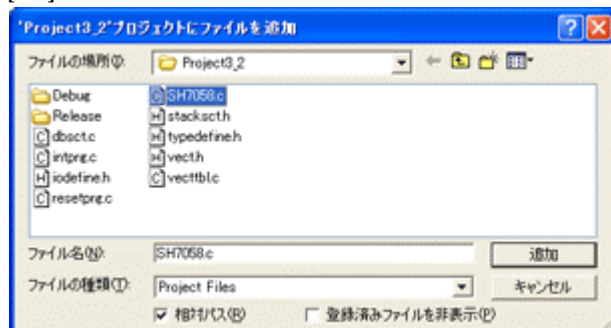 'Project3_2'プロジェクトにファイルを追加
ファイルの場所(I): Project3_2
Debug
SH7058.c
Release
stacksct.h
dbsct.c
typedefine.h
intprg.c
vect.h
iodefine.h
vecttbl.c
resetprg.c
ファイル名(N): SH7058.c 追加
ファイルの種類(T): Project Files キャンセル
相対パス(R) 登録済みファイルを非表示(P)